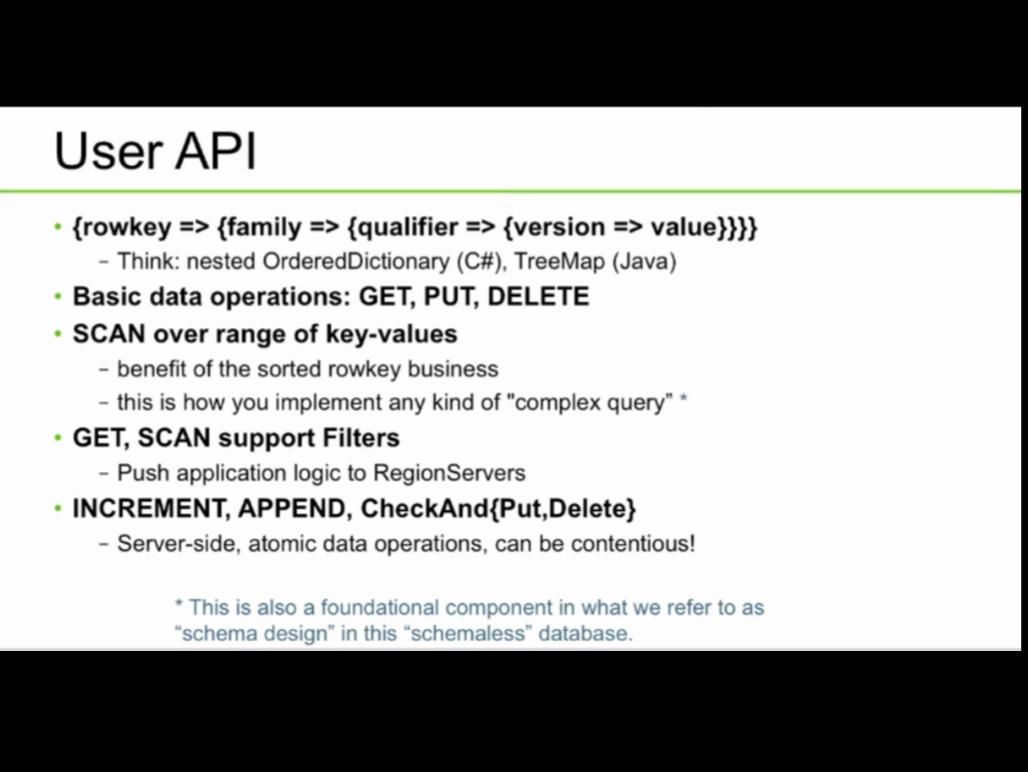 User API
• {rowkey => {family => {qualifier => {version => value}}}}
– Think: nested OrderedDictionary (C#), TreeMap (Java)
• Basic data operations: GET, PUT, DELETE
• SCAN over range of key-values
– benefit of the sorted rowkey business
– this is how you implement any kind of "complex query” *
• GET, SCAN support Filters
– Push application logic to RegionServers
• INCREMENT, APPEND, CheckAnd{Put,Delete}
– Server-side, atomic data operations, can be contentious!
* This is also a foundational component in what we refer to as
“schema design” in this “schemaless” database.